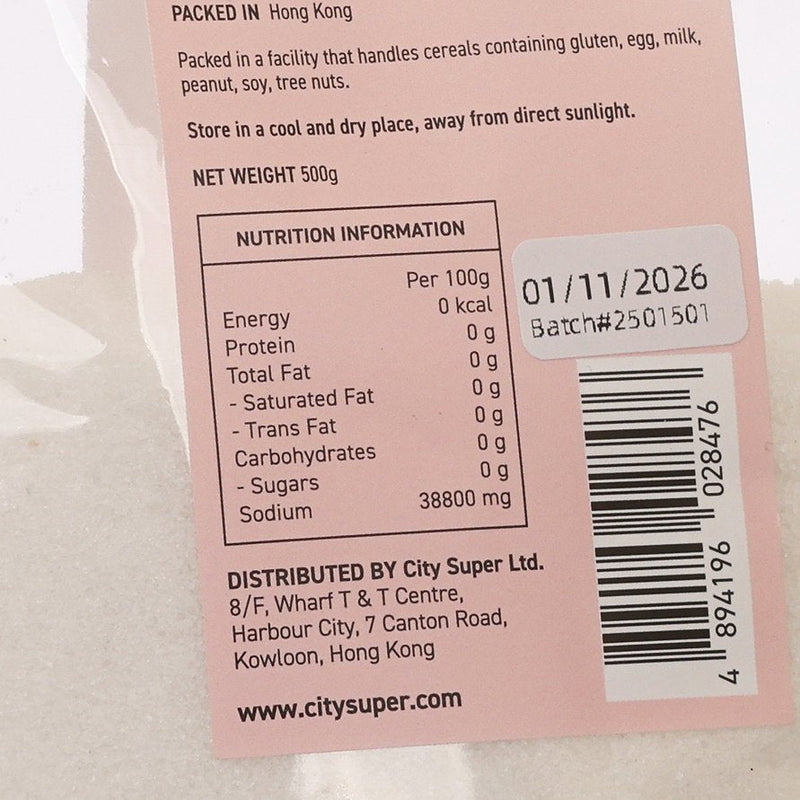 PACKED IN Hong Kong
Packed in a facility that handles cereals containing gluten, egg, milk,
peanut, soy, tree nuts.
Store in a cool and dry place, away from direct sunlight.
NET WEIGHT 500g
NUTRITION INFORMATION
Per 100g
Energy 0 kcal
Protein 0 g
Total Fat 0 g
- Saturated Fat 0 g
- Trans Fat 0 g
Carbohydrates 0 g
- Sugars 0 g
Sodium 38800 mg
01/11/2026
Batch#2501501
4 894196 028476
DISTRIBUTED BY City Super Ltd.
8/F, Wharf T & T Centre,
Harbour City, 7 Canton Road,
Kowloon, Hong Kong
www.citysuper.com